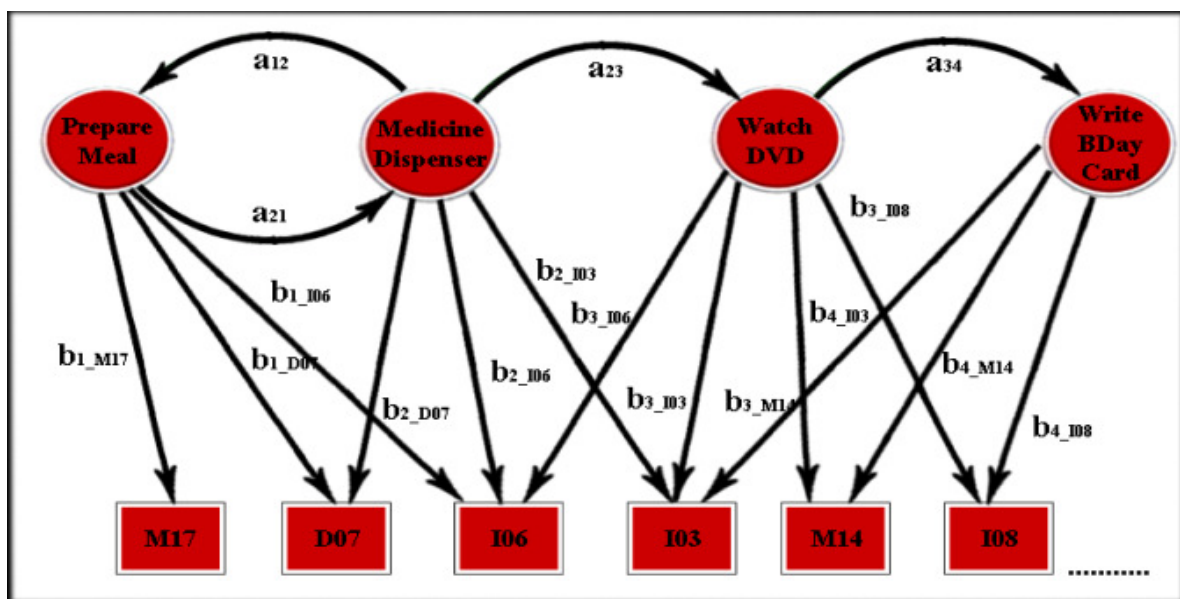 a12
a23
a34
Prepare
Meal
Medicine
Dispenser
Watch
DVD
Write
BDay
Card
a21
b3_I08
b2_I03
b1_I06
b3_I06
b4_I03
b1_M17
b1_D07
b2_I06
b4_M14
b2_D07
b3_I03
b3_M14
b4_I08
M17
D07
I06
I03
M14
I08
...........